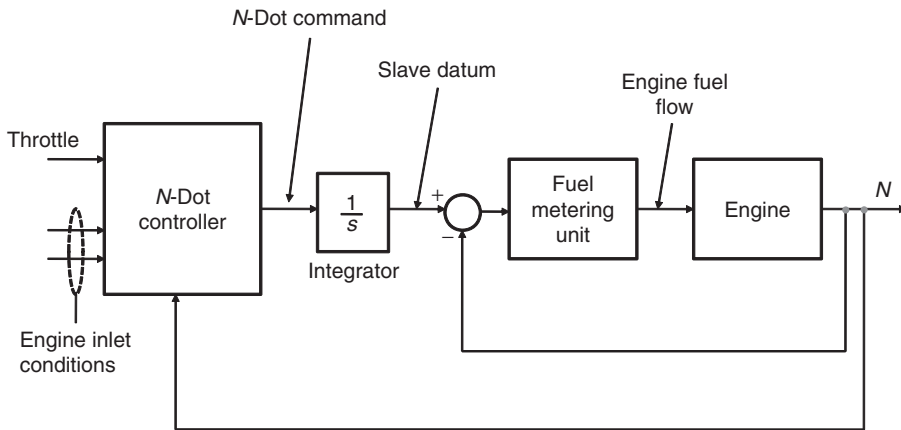 N-Dot command
Slave datum
Engine fuel
flow
Throttle
N-Dot
controller
1
s
Integrator
+
−
Fuel
metering
unit
Engine
N
Engine inlet
conditions